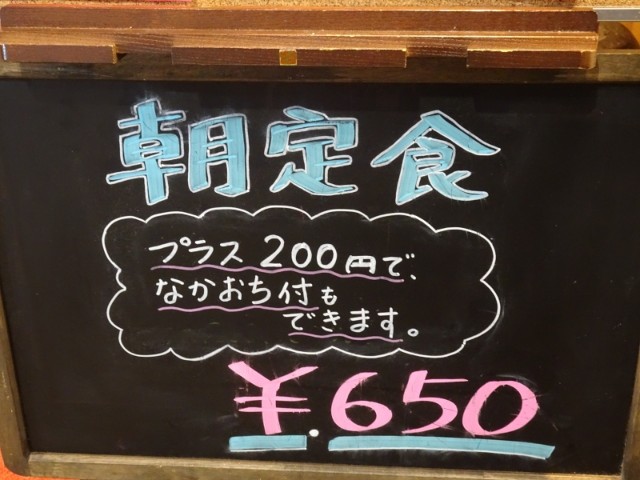 朝定食
プラス 200円で、
なかおち付も
できます。
¥.650